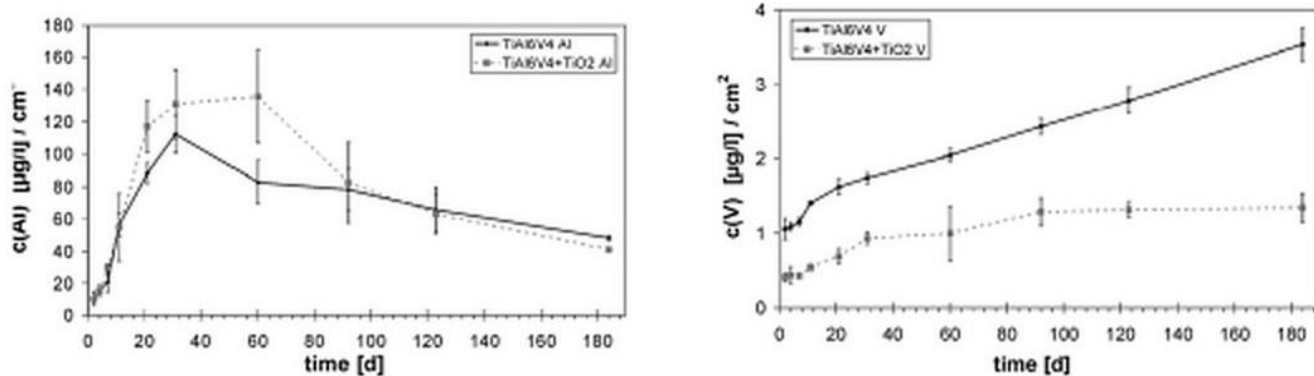 180
160
140
120
100
80
60
40
20
0
c(Al) [µg/l] / cm²
TiAl6V4 Al
TiAl6V4+TiO2 Al
0 20 40 60 80 100 120 140 160 180
time [d]
4
3
2
1
0
c(V) [µg/l] / cm²
TiAl6V4 V
TiAl6V4+TiO2 V
0 20 40 60 80 100 120 140 160 180
time [d]